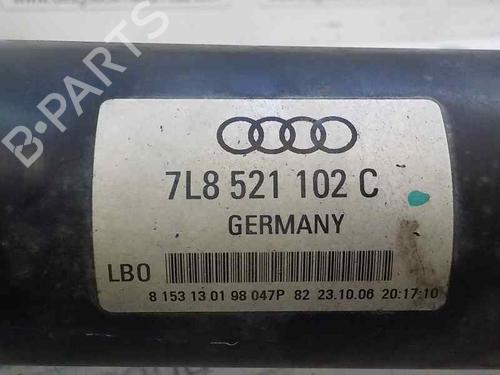 B-PARTS
7L8 521 102 C
GERMANY
LBO
8 153 13 01 98 047P 82 23.10.06 20:17:10